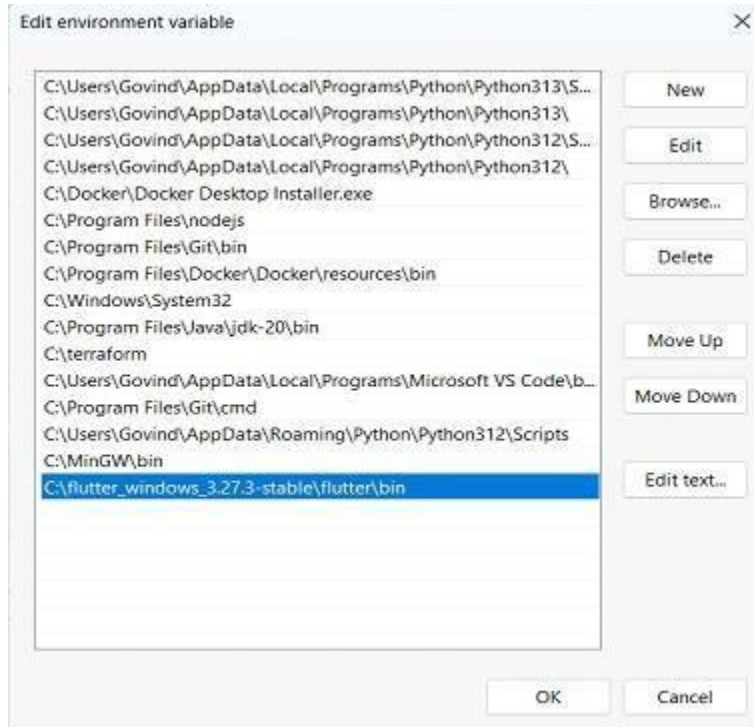 Edit environment variable
C:\Users\Govind\AppData\Local\Programs\Python\Python313\S...
New
C:\Users\Govind\AppData\Local\Programs\Python\Python313\
C:\Users\Govind\AppData\Local\Programs\Python\Python312\S...
Edit
C:\Users\Govind\AppData\Local\Programs\Python\Python312\
C:\Docker\Docker Desktop Installer.exe
Browse...
C:\Program Files\nodejs
C:\Program Files\Git\bin
Delete
C:\Program Files\Docker\Docker\resources\bin
C:\Windows\System32
C:\Program Files\Java\jdk-20\bin
Move Up
C:\terraform
C:\Users\Govind\AppData\Local\Programs\Microsoft VS Code\b...
Move Down
C:\Program Files\Git\cmd
C:\Users\Govind\AppData\Roaming\Python\Python312\Scripts
C:\MinGW\bin
C:\flutter_windows_3.27.3-stable\flutter\bin
Edit text...
OK
Cancel